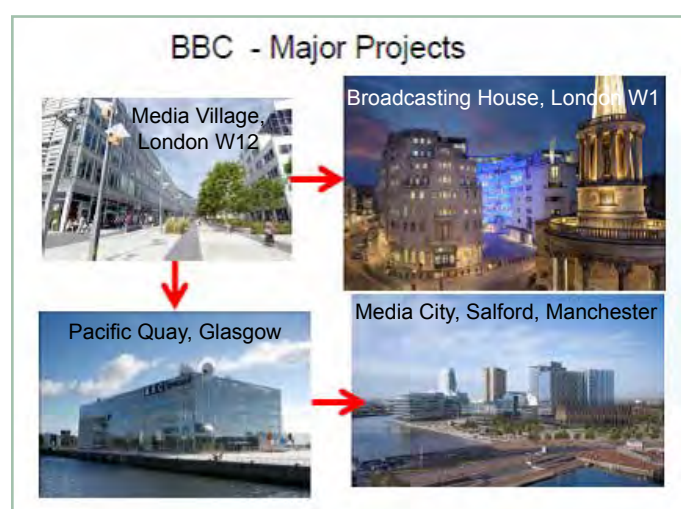 BBC - Major Projects
Media Village,
London W12
Broadcasting House, London W1
Pacific Quay, Glasgow
Media City, Salford, Manchester